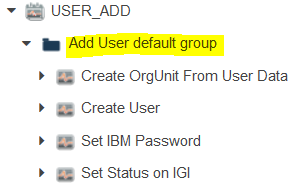 USER_ADD
Add User default group
Create OrgUnit From User Data
Create User
Set IBM Password
Set Status on IGI